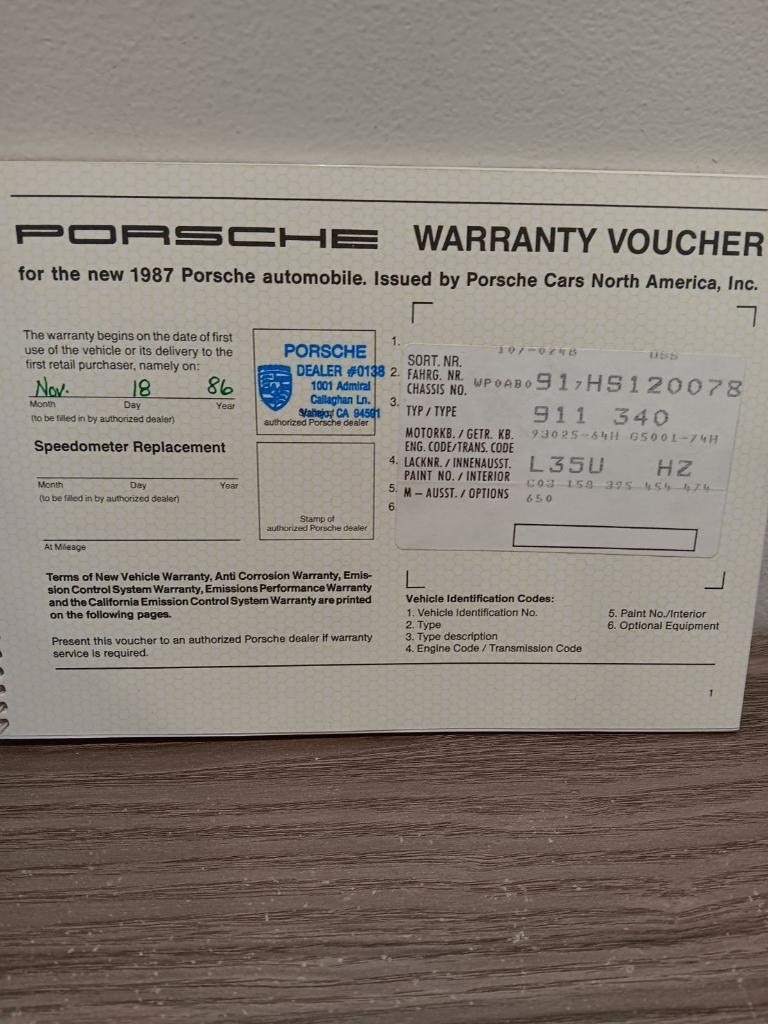 PORSCHE WARRANTY VOUCHER
for the new 1987 Porsche automobile. Issued by Porsche Cars North America, Inc.
The warranty begins on the date of first
use of the vehicle or its delivery to the
first retail purchaser, namely on:
Nov. 18 86
Month Day Year
(to be filled in by authorized dealer)
Speedometer Replacement
Month Day Year
(to be filled in by authorized dealer)
At Mileage
PORSCHE
DEALER #0138
1001 Admiral
Callaghan Ln.
Vallejo, CA 94591
authorized Porsche dealer
Stamp of
authorized Porsche dealer
1.
2.
3.
4.
5.
6.
SORT. NR.
FAHRG. NR.
CHASSIS NO. WP0AB0917HS120078
TYP / TYPE 911 340
MOTORKB. / GETR. KB. 93025-64H G5001-74H
ENG. CODE/TRANS. CODE
LACKNR. / INNENAUSST. L35U HZ
PAINT NO. / INTERIOR
M – AUSST. / OPTIONS C03 158 395 454 474
650
Terms of New Vehicle Warranty, Anti Corrosion Warranty, Emis-
sion Control System Warranty, Emissions Performance Warranty
and the California Emission Control System Warranty are printed
on the following pages.
Present this voucher to an authorized Porsche dealer if warranty
service is required.
Vehicle Identification Codes:
1. Vehicle Identification No.
2. Type
3. Type description
4. Engine Code / Transmission Code
5. Paint No./Interior
6. Optional Equipment
1